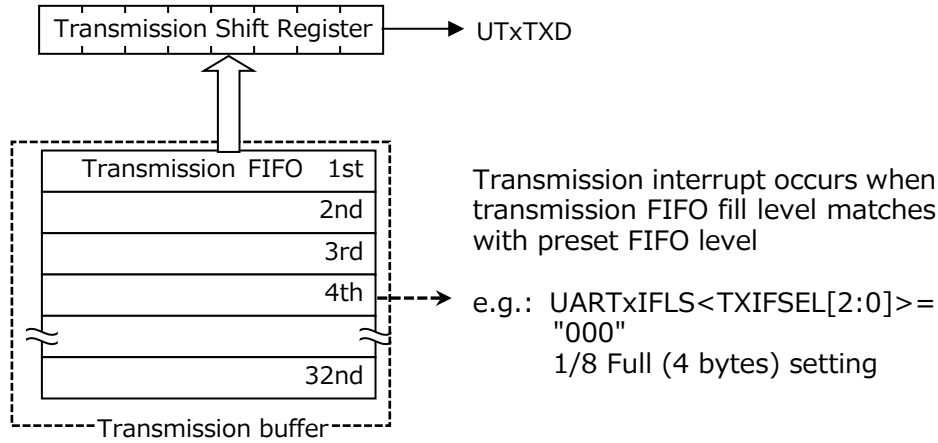 Transmission Shift Register
UTxTXD
Transmission FIFO 1st
2nd
3rd
4th
32nd
Transmission buffer
Transmission interrupt occurs when
transmission FIFO fill level matches
with preset FIFO level
e.g.: UARTxIFLS<TXIFSEL[2:0]>=
"000"
1/8 Full (4 bytes) setting